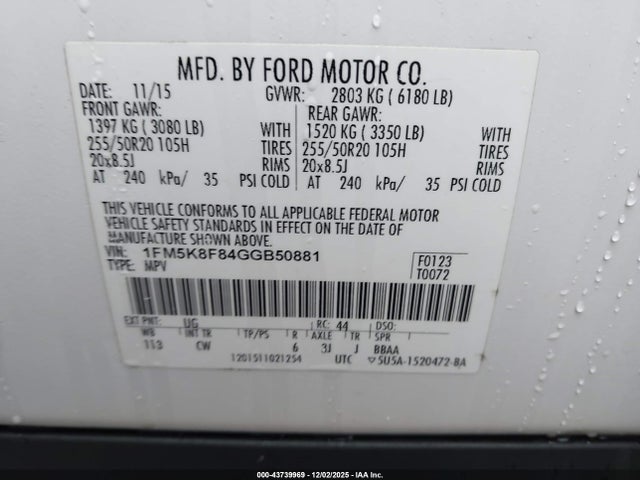 MFD. BY FORD MOTOR CO.
DATE: 11/15 GVWR: 2803 KG ( 6180 LB)
FRONT GAWR: REAR GAWR:
1397 KG ( 3080 LB) WITH 1520 KG ( 3350 LB) WITH
255/50R20 105H TIRES 255/50R20 105H TIRES
20x8.5J RIMS 20x8.5J RIMS
AT 240 kPa/ 35 PSI COLD AT 240 kPa/ 35 PSI COLD
THIS VEHICLE CONFORMS TO ALL APPLICABLE FEDERAL MOTOR
VEHICLE SAFETY STANDARDS IN EFFECT ON THE DATE OF
MANUFACTURE SHOWN ABOVE.
VIN: 1FM5K8F84GGB50881 F0123
TYPE: MPV T0072
EXT PNT: UG RC: 44 DSO:
WB INT TR TP/PS R AXLE TR SPR
113 CW 6 3J J BBAA
1201511021254 UTC 5U5A-1520472-BA
000-43739969 | 12/02/2025 | IAA Inc.